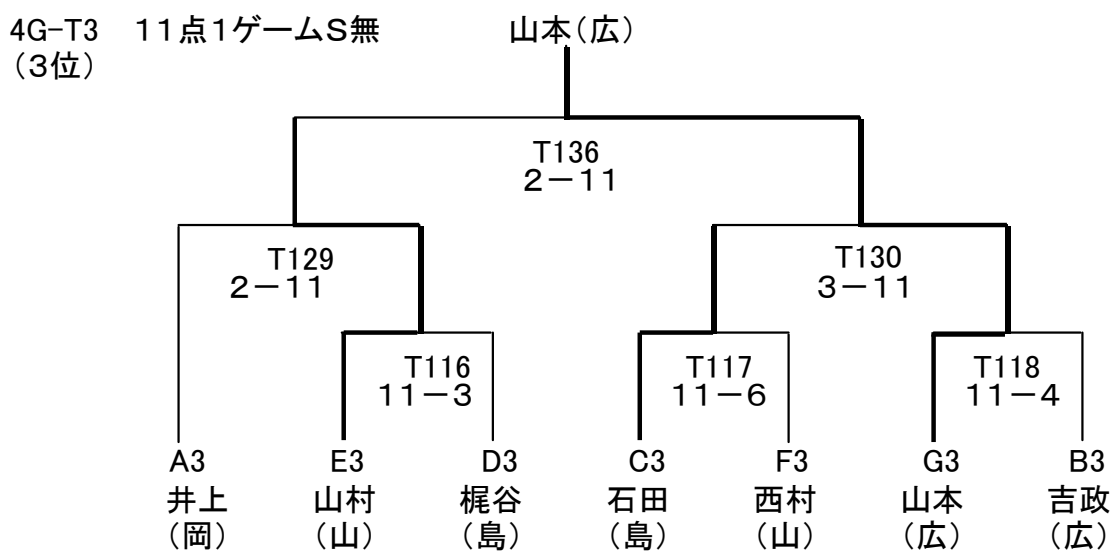 4G-T3　１１点１ゲームＳ無　山本（広）
（３位）
T136
２－１１
T129　T130
２－１１　３－１１
T116　T117　T118
１１－３　１１－６　１１－４
A3　E3　D3　C3　F3　G3　B3
井上　山村　梶谷　石田　西村　山本　吉政
（岡）　（山）　（島）　（島）　（山）　（広）　（広）